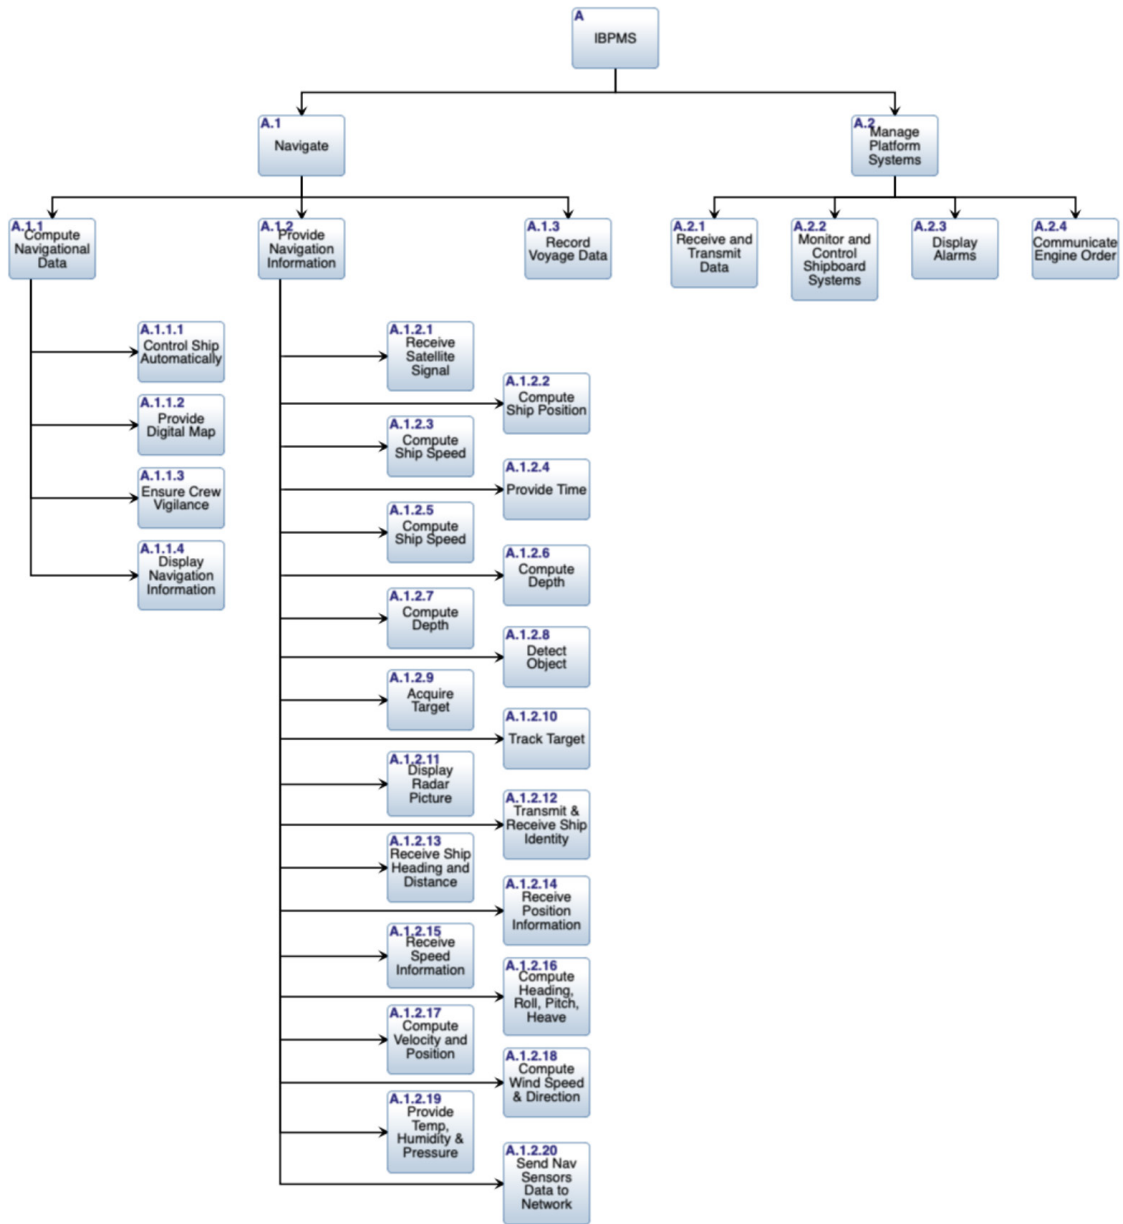 A
IBPMS
A.1
Navigate
A.2
Manage
Platform
Systems
A.1.1
Compute
Navigational
Data
A.1.2
Provide
Navigation
Information
A.1.3
Record
Voyage Data
A.2.1
Receive and
Transmit
Data
A.2.2
Monitor and
Control
Shipboard
Systems
A.2.3
Display
Alarms
A.2.4
Communicate
Engine Order
A.1.1.1
Control Ship
Automatically
A.1.1.2
Provide
Digital Map
A.1.1.3
Ensure Crew
Vigilance
A.1.1.4
Display
Navigation
Information
A.1.2.1
Receive
Satellite
Signal
A.1.2.2
Compute
Ship Position
A.1.2.3
Compute
Ship Speed
A.1.2.4
Provide Time
A.1.2.5
Compute
Ship Speed
A.1.2.6
Compute
Depth
A.1.2.7
Compute
Depth
A.1.2.8
Detect
Object
A.1.2.9
Acquire
Target
A.1.2.10
Track Target
A.1.2.11
Display
Radar
Picture
A.1.2.12
Transmit &
Receive Ship
Identity
A.1.2.13
Receive Ship
Heading and
Distance
A.1.2.14
Receive
Position
Information
A.1.2.15
Receive
Speed
Information
A.1.2.16
Compute
Heading,
Roll, Pitch,
Heave
A.1.2.17
Compute
Velocity and
Position
A.1.2.18
Compute
Wind Speed
& Direction
A.1.2.19
Provide
Temp,
Humidity &
Pressure
A.1.2.20
Send Nav
Sensors
Data to
Network